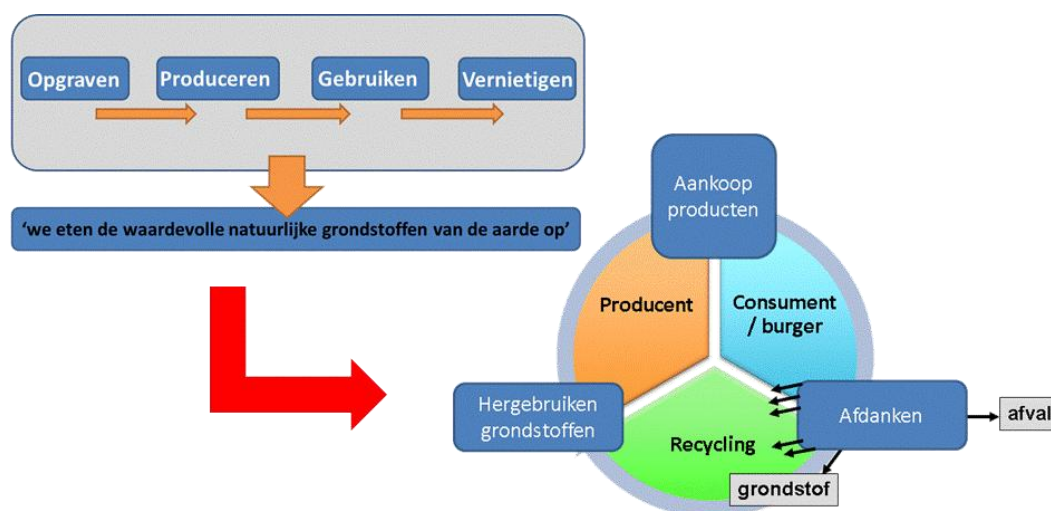 Opgraven
Produceren
Gebruiken
Vernietigen
‘we eten de waardevolle natuurlijke grondstoffen van de aarde op’
Aankoop
producten
Producent
Consument
/ burger
Hergebruiken
grondstoffen
Recycling
Afdanken
afval
grondstof